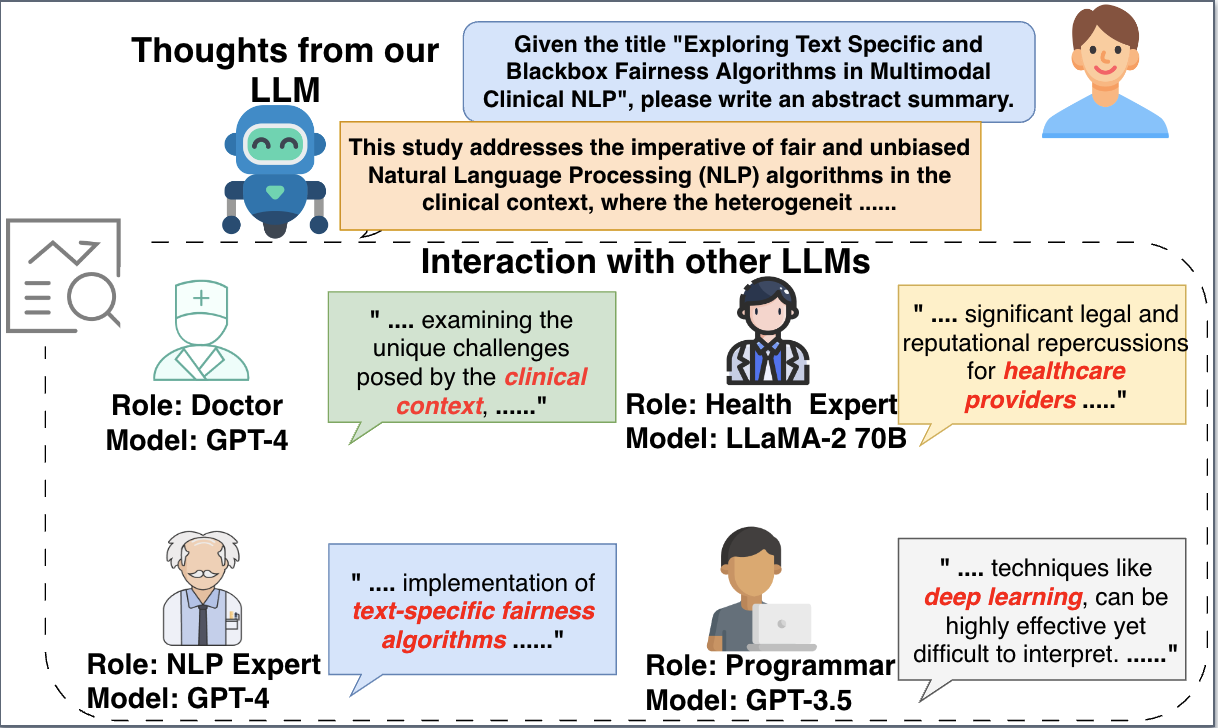 Thoughts from our
LLM
Given the title "Exploring Text Specific and
Blackbox Fairness Algorithms in Multimodal
Clinical NLP", please write an abstract summary.
This study addresses the imperative of fair and unbiased
Natural Language Processing (NLP) algorithms in the
clinical context, where the heterogeneit ......
Interaction with other LLMs
" .... examining the
unique challenges
posed by the clinical
context, ......"
Role: Doctor
Model: GPT-4
" .... significant legal and
reputational repercussions
for healthcare
providers ....."
Role: Health Expert
Model: LLaMA-2 70B
" .... implementation of
text-specific fairness
algorithms ......"
Role: NLP Expert
Model: GPT-4
" .... techniques like
deep learning, can be
highly effective yet
difficult to interpret. ......"
Role: Programmar
Model: GPT-3.5